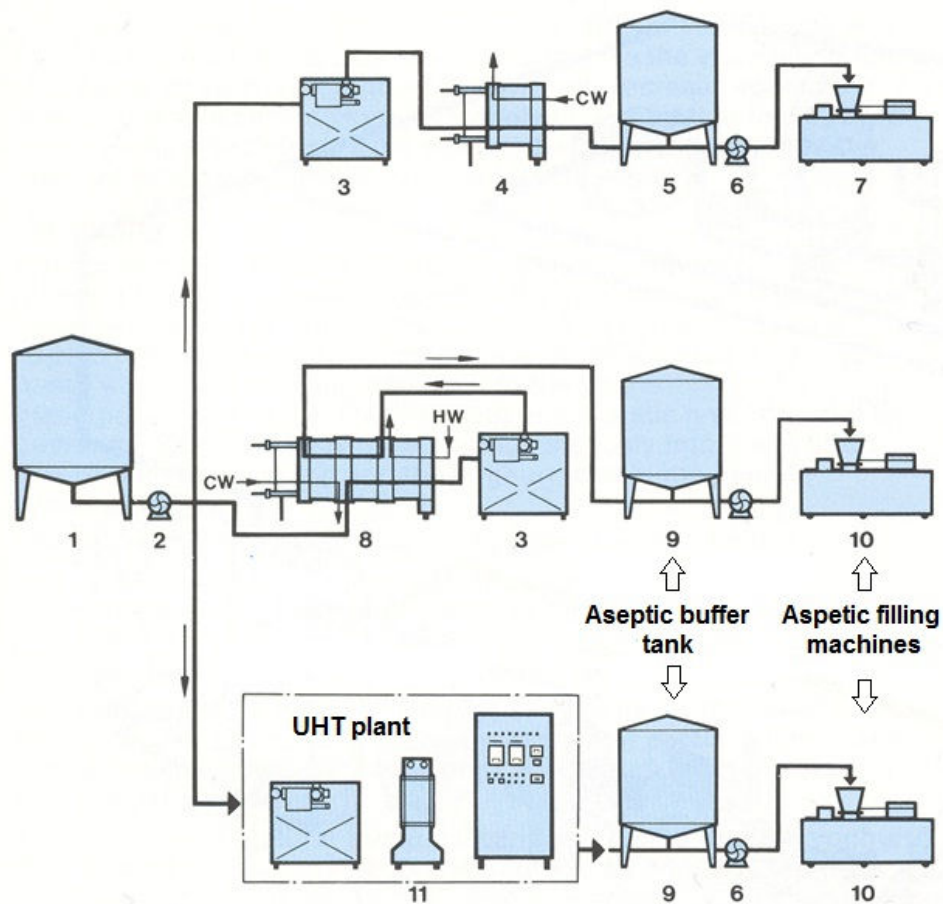 CW
3
4
5
6
7
HW
CW
1
2
8
3
9
10
Aseptic buffer
tank
Aspetic filling
machines
UHT plant
11
9
6
10